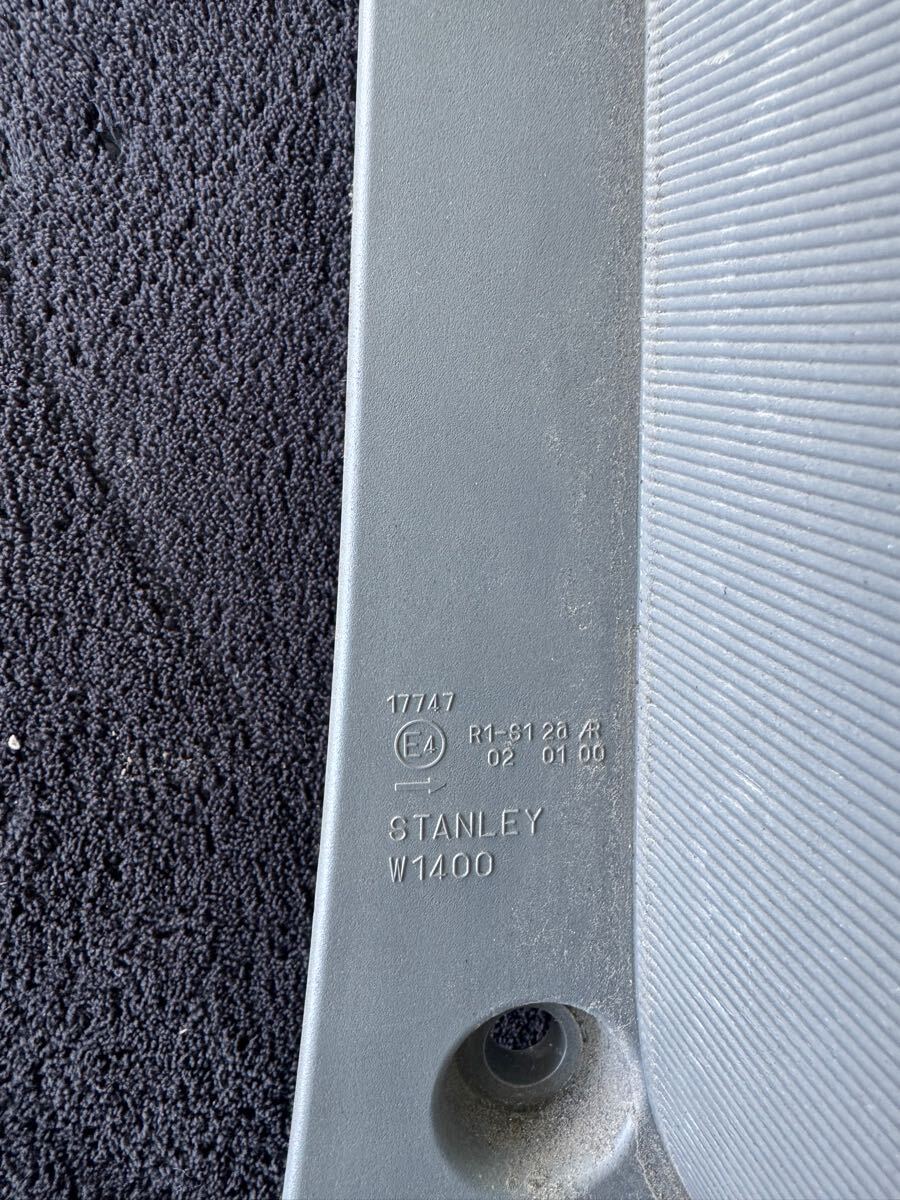 17747
E4 R1-S1 2a AR
02 01 00
STANLEY
W1400